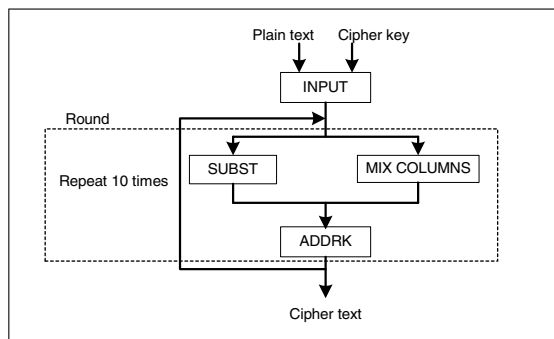 Plain text Cipher key
INPUT
Round
SUBST MIX COLUMNS
Repeat 10 times
ADDRK
Cipher text